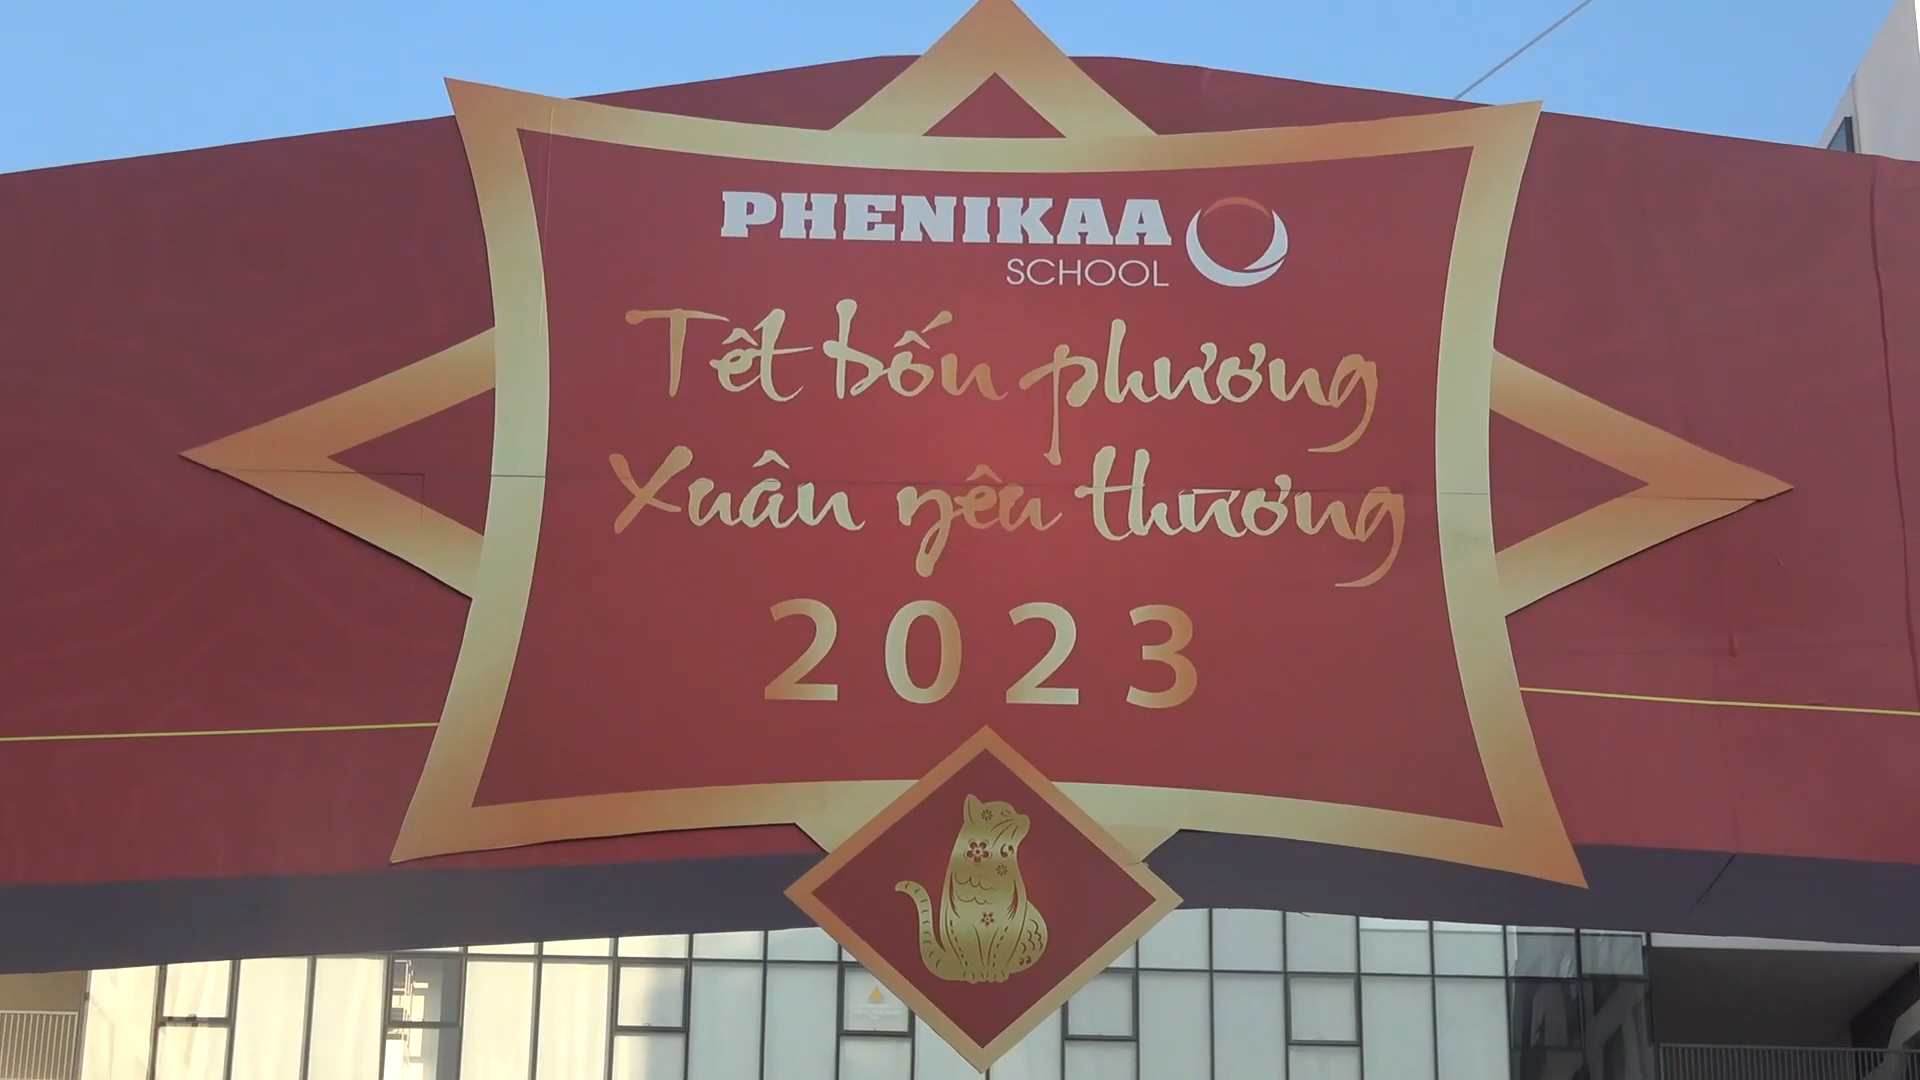 PHENIKAA
SCHOOL
Tết bốn phương
Xuân yêu thương
2023